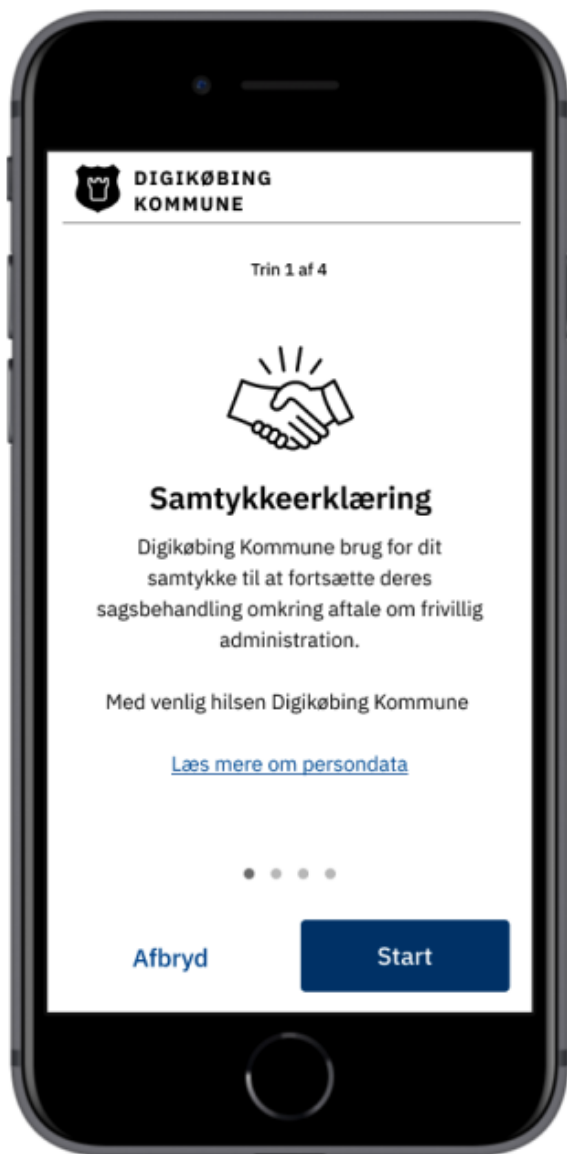 DIGIKØBING
KOMMUNE
Trin 1 af 4
Samtykkeerklæring
Digikøbing Kommune brug for dit
samtykke til at fortsætte deres
sagsbehandling omkring aftale om frivillig
administration.
Med venlig hilsen Digikøbing Kommune
Læs mere om persondata
Afbryd
Start